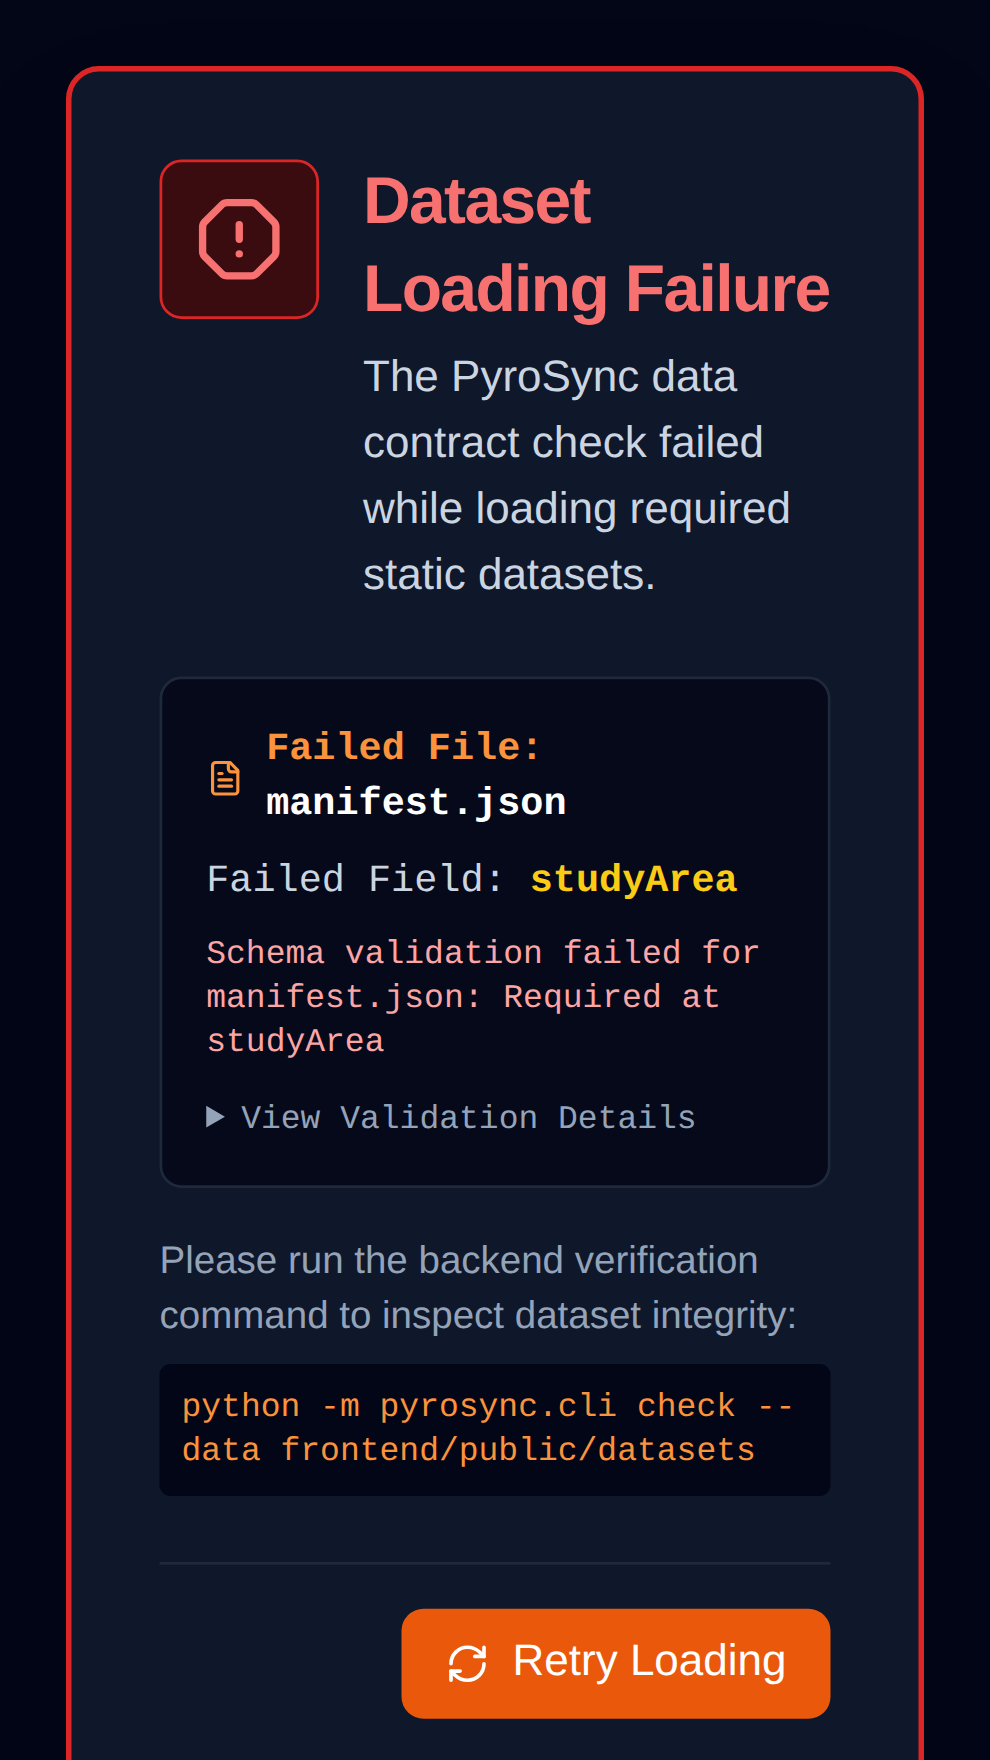 Dataset
Loading Failure
The PyroSync data
contract check failed
while loading required
static datasets.
Failed File:
manifest.json
Failed Field: studyArea
Schema validation failed for
manifest.json: Required at
studyArea
View Validation Details
Please run the backend verification
command to inspect dataset integrity:
python -m pyrosync.cli check --
data frontend/public/datasets
Retry Loading